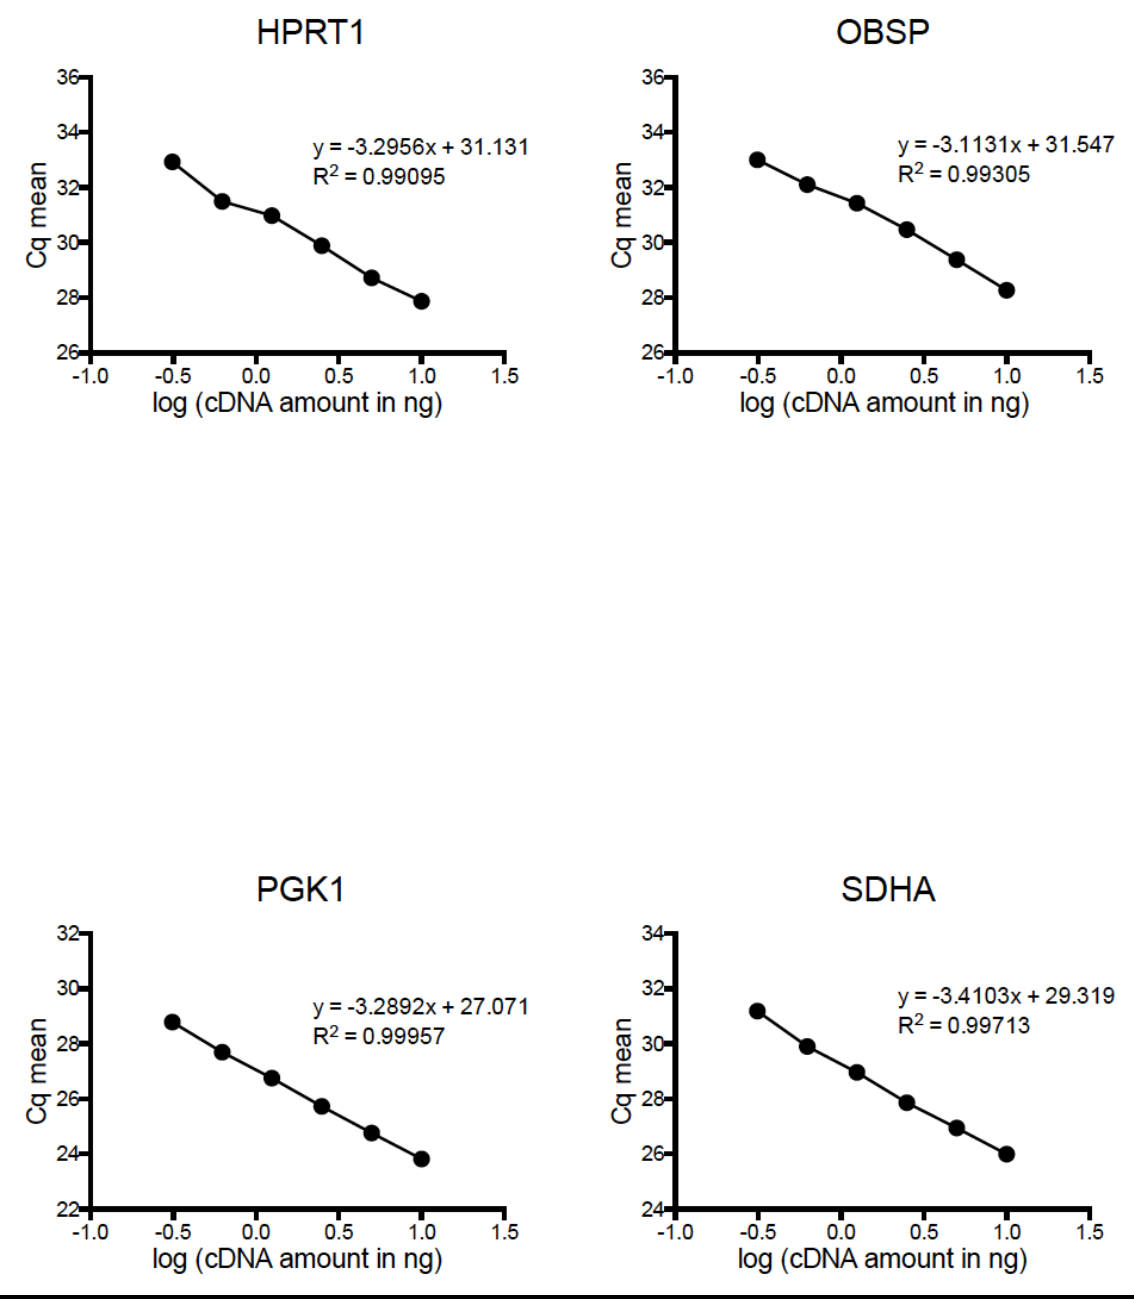 HPRT1
36
34
32
30
28
26
Cq mean
y = -3.2956x + 31.131
R² = 0.99095
-1.0 -0.5 0.0 0.5 1.0 1.5
log (cDNA amount in ng)
OBSP
36
34
32
30
28
26
Cq mean
y = -3.1131x + 31.547
R² = 0.99305
-1.0 -0.5 0.0 0.5 1.0 1.5
log (cDNA amount in ng)
PGK1
32
30
28
26
24
22
Cq mean
y = -3.2892x + 27.071
R² = 0.99957
-1.0 -0.5 0.0 0.5 1.0 1.5
log (cDNA amount in ng)
SDHA
34
32
30
28
26
24
Cq mean
y = -3.4103x + 29.319
R² = 0.99713
-1.0 -0.5 0.0 0.5 1.0 1.5
log (cDNA amount in ng)